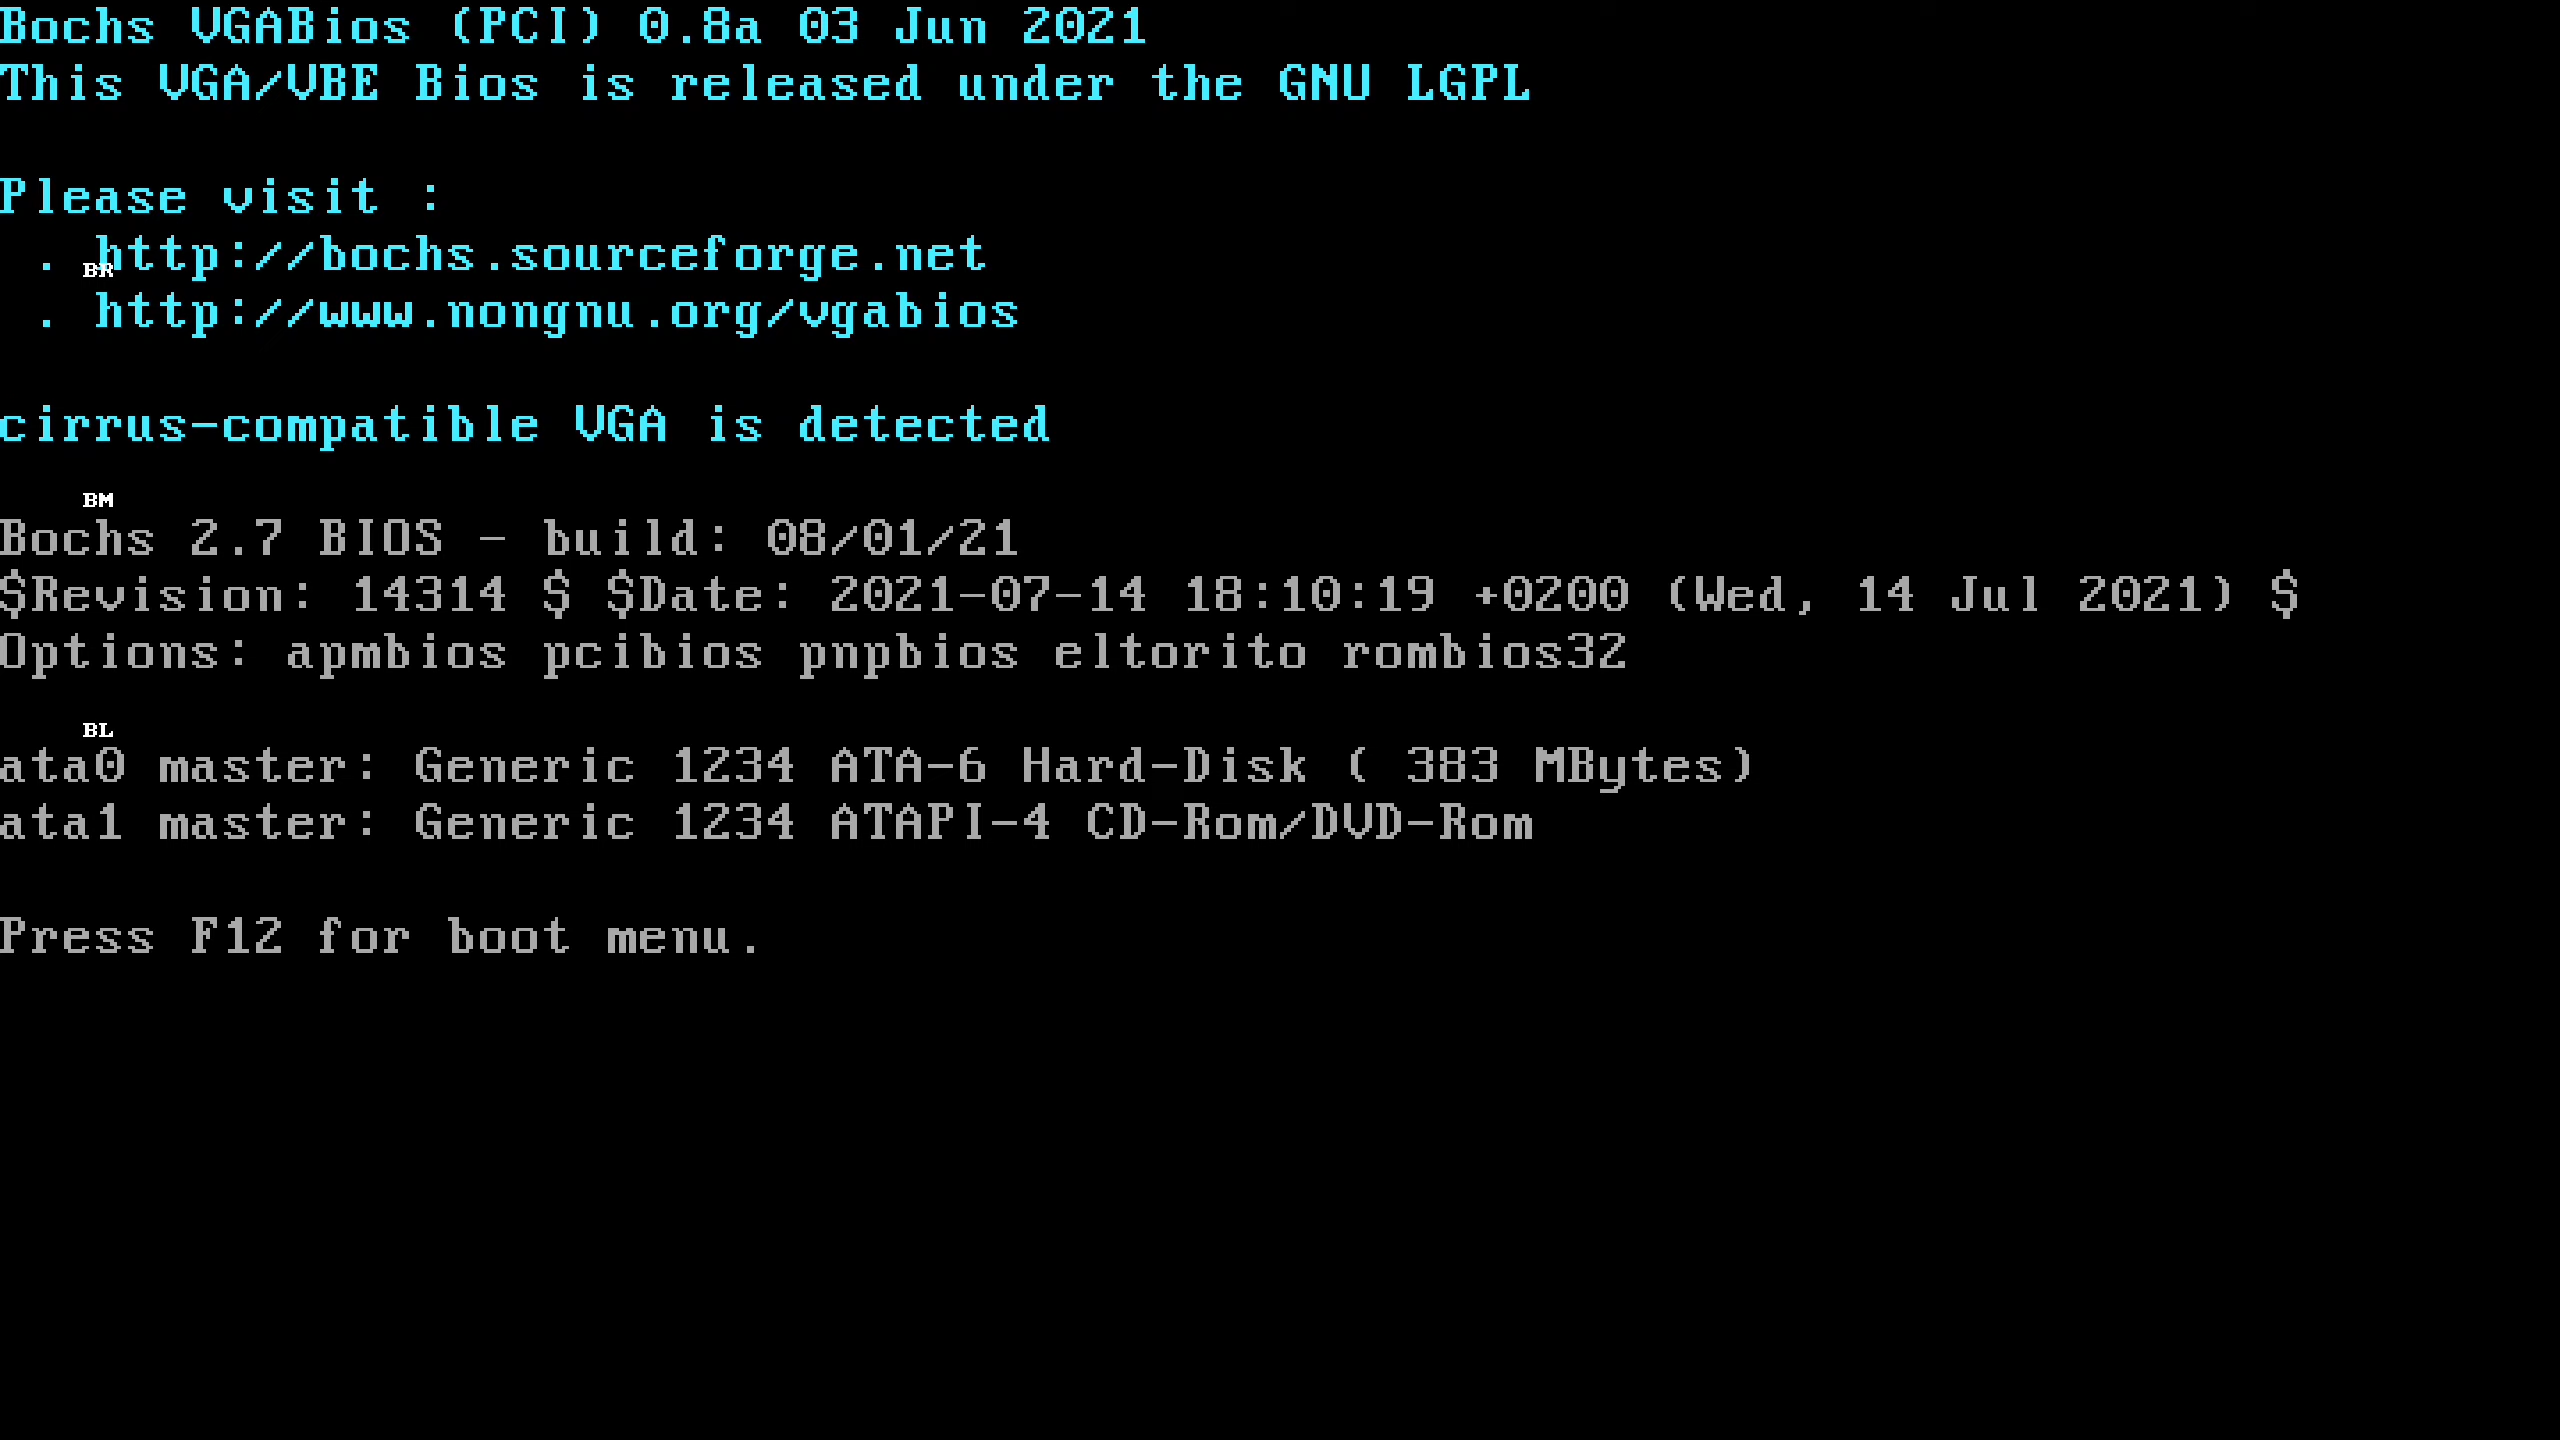 Bochs VGABios (PCI) 0.8a 03 Jun 2021
This VGA/VBE Bios is released under the GNU LGPL
Please visit :
 . http://bochs.sourceforge.net
BR
 . http://www.nongnu.org/vgabios
cirrus-compatible VGA is detected
BM
Bochs 2.7 BIOS - build: 08/01/21
$Revision: 14314 $ $Date: 2021-07-14 18:10:19 +0200 (Wed, 14 Jul 2021) $
Options: apmbios pcibios pnpbios eltorito rombios32
BL
ata0 master: Generic 1234 ATA-6 Hard-Disk ( 383 MBytes)
ata1 master: Generic 1234 ATAPI-4 CD-Rom/DVD-Rom
Press F12 for boot menu.